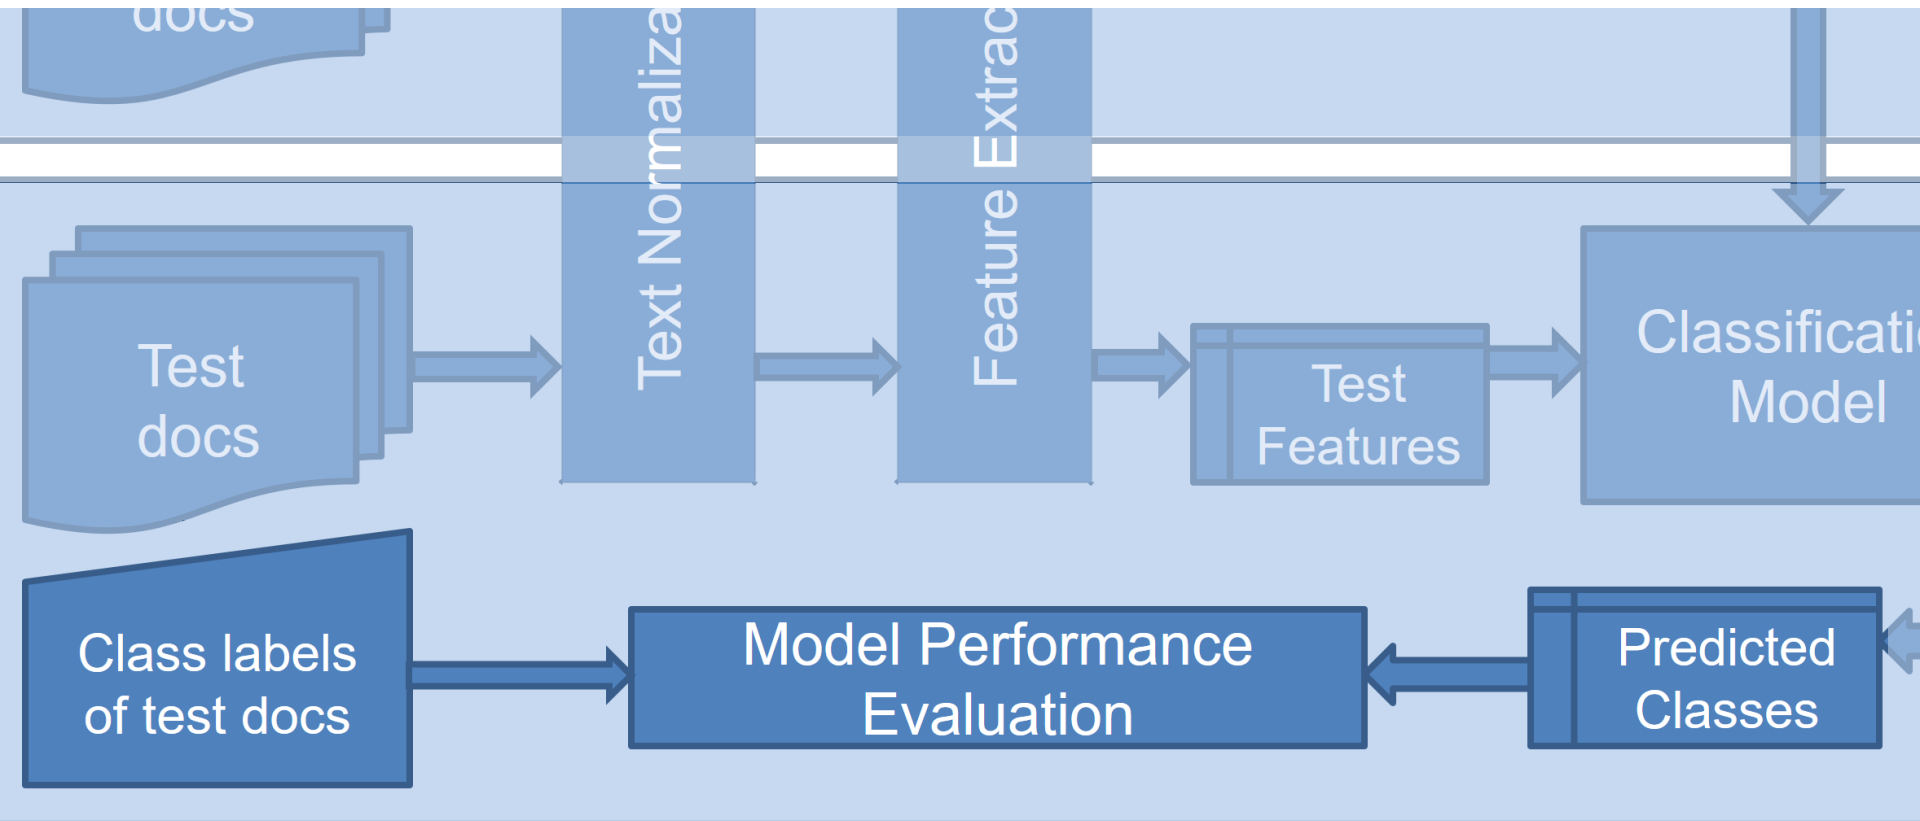 docs
Text Normaliza
Feature Extrac
Test
docs
Test
Features
Classificati
Model
Class labels
of test docs
Model Performance
Evaluation
Predicted
Classes